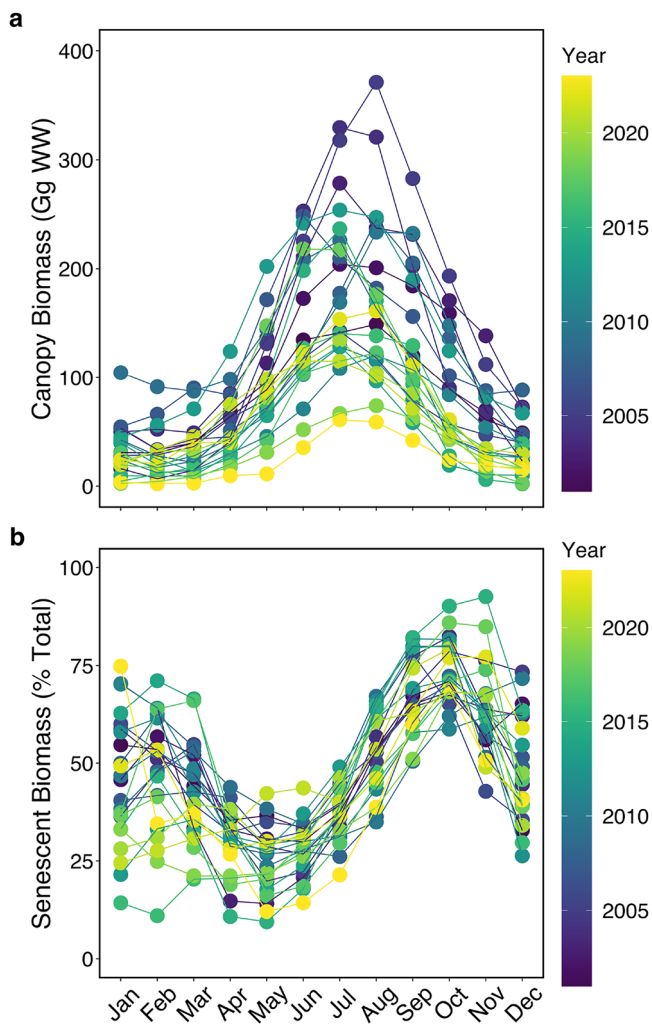 a
Canopy Biomass (Gg WW)
400
300
200
100
0
Year
2020
2015
2010
2005
b
Senescent Biomass (% Total)
100
75
50
25
0
Jan Feb Mar Apr May Jun Jul Aug Sep Oct Nov Dec
Year
2020
2015
2010
2005